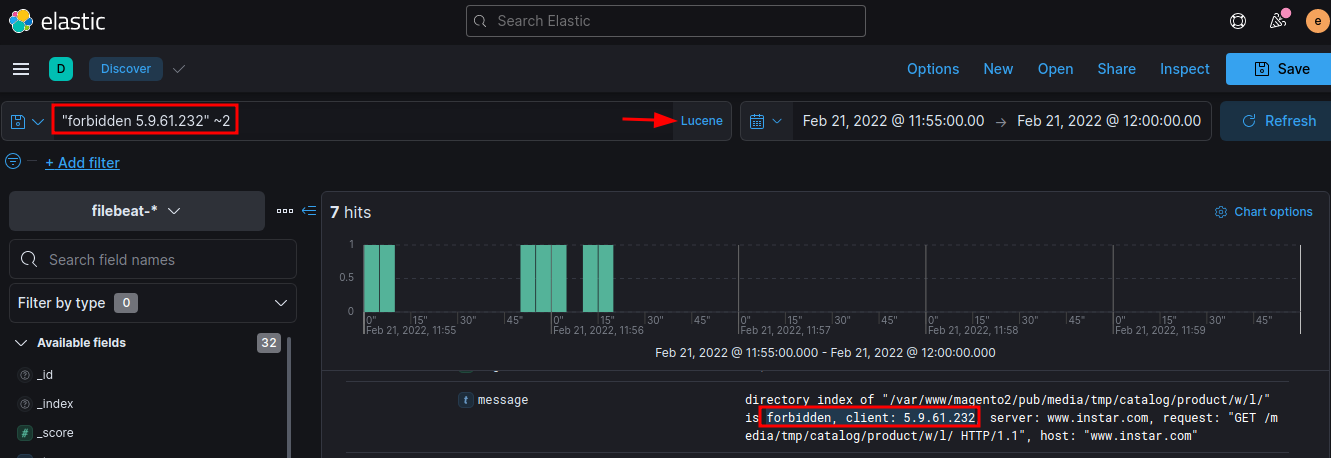 elastic
Search Elastic
e
D
Discover
Options
New
Open
Share
Inspect
Save
"forbidden 5.9.61.232" ~2
Lucene
Feb 21, 2022 @ 11:55:00.00 → Feb 21, 2022 @ 12:00:00.00
Refresh
+ Add filter
filebeat-*
7 hits
Chart options
Search field names
Filter by type 0
Available fields 32
_id
_index
# _score
1
0.5
0
0" 15" 30" 45" 0" 15" 30" 45" 0" 15" 30" 45" 0" 15" 30" 45" 0" 15" 30" 45"
Feb 21, 2022, 11:55 Feb 21, 2022, 11:56 Feb 21, 2022, 11:57 Feb 21, 2022, 11:58 Feb 21, 2022, 11:59
Feb 21, 2022 @ 11:55:00.000 - Feb 21, 2022 @ 12:00:00.000
t message
directory index of "/var/www/magento2/pub/media/tmp/catalog/product/w/l/"
is forbidden, client: 5.9.61.232 server: www.instar.com, request: "GET /m
edia/tmp/catalog/product/w/l/ HTTP/1.1", host: "www.instar.com"